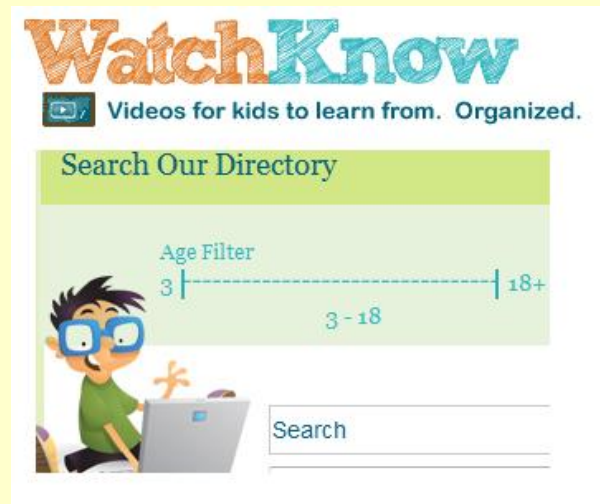 WatchKnow
Videos for kids to learn from. Organized.
Search Our Directory
Age Filter
3 18+
3 - 18
Search